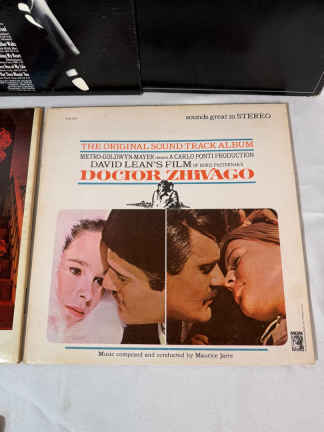 sounds great in STEREO
THE ORIGINAL SOUND TRACK ALBUM
METRO-GOLDWYN-MAYER PRESENTS A CARLO PONTI PRODUCTION
DAVID LEAN'S FILM OF BORIS PASTERNAK'S
DOCTOR ZHIVAGO
MGM
Music composed and conducted by Maurice Jarre